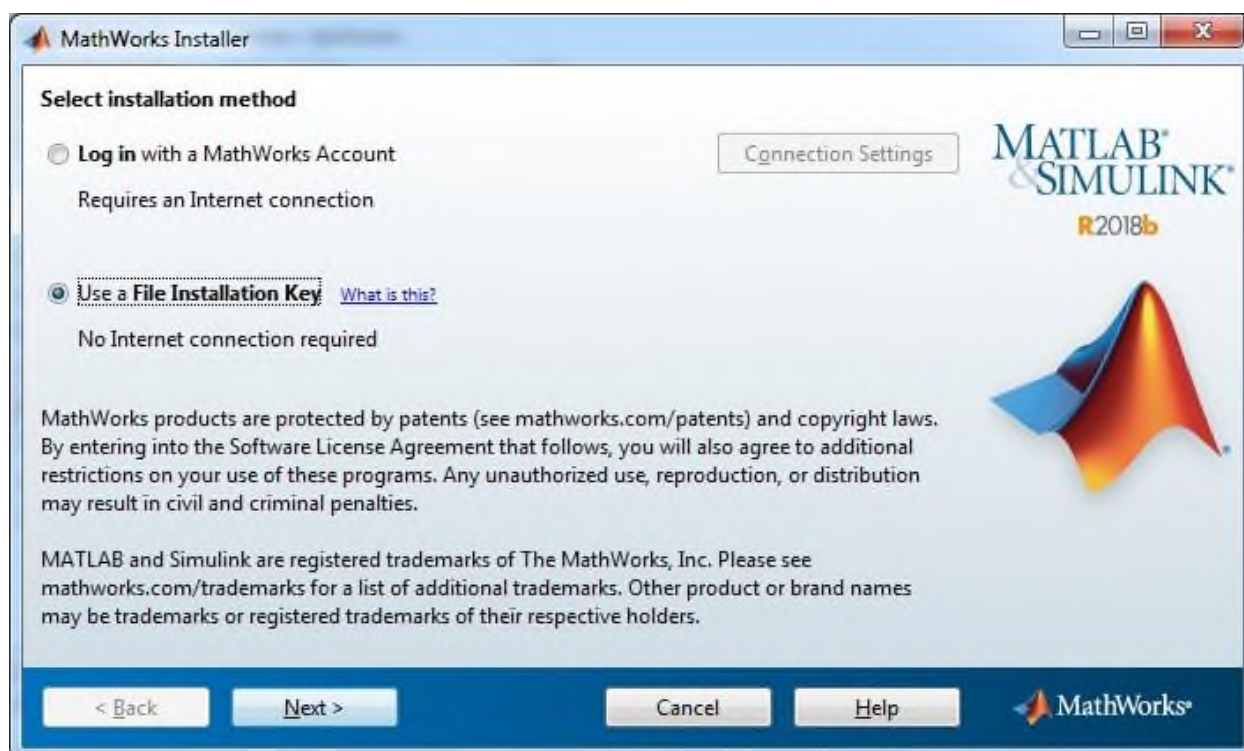 MathWorks Installer
Select installation method
Log in with a MathWorks Account
Connection Settings
Requires an Internet connection
Use a File Installation Key What is this?
No Internet connection required
MathWorks products are protected by patents (see mathworks.com/patents) and copyright laws.
By entering into the Software License Agreement that follows, you will also agree to additional
restrictions on your use of these programs. Any unauthorized use, reproduction, or distribution
may result in civil and criminal penalties.
MATLAB and Simulink are registered trademarks of The MathWorks, Inc. Please see
mathworks.com/trademarks for a list of additional trademarks. Other product or brand names
may be trademarks or registered trademarks of their respective holders.
MATLAB®
&SIMULINK®
R2018b
< Back
Next >
Cancel
Help
MathWorks®